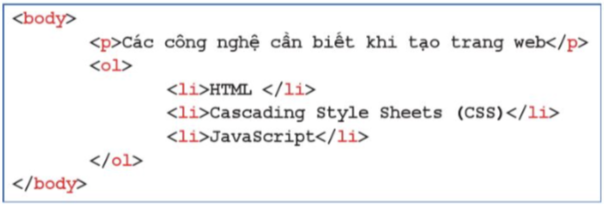 <body>
<p>Các công nghệ cần biết khi tạo trang web</p>
<ol>
<li>HTML </li>
<li>Cascading Style Sheets (CSS)</li>
<li>JavaScript</li>
</ol>
</body>